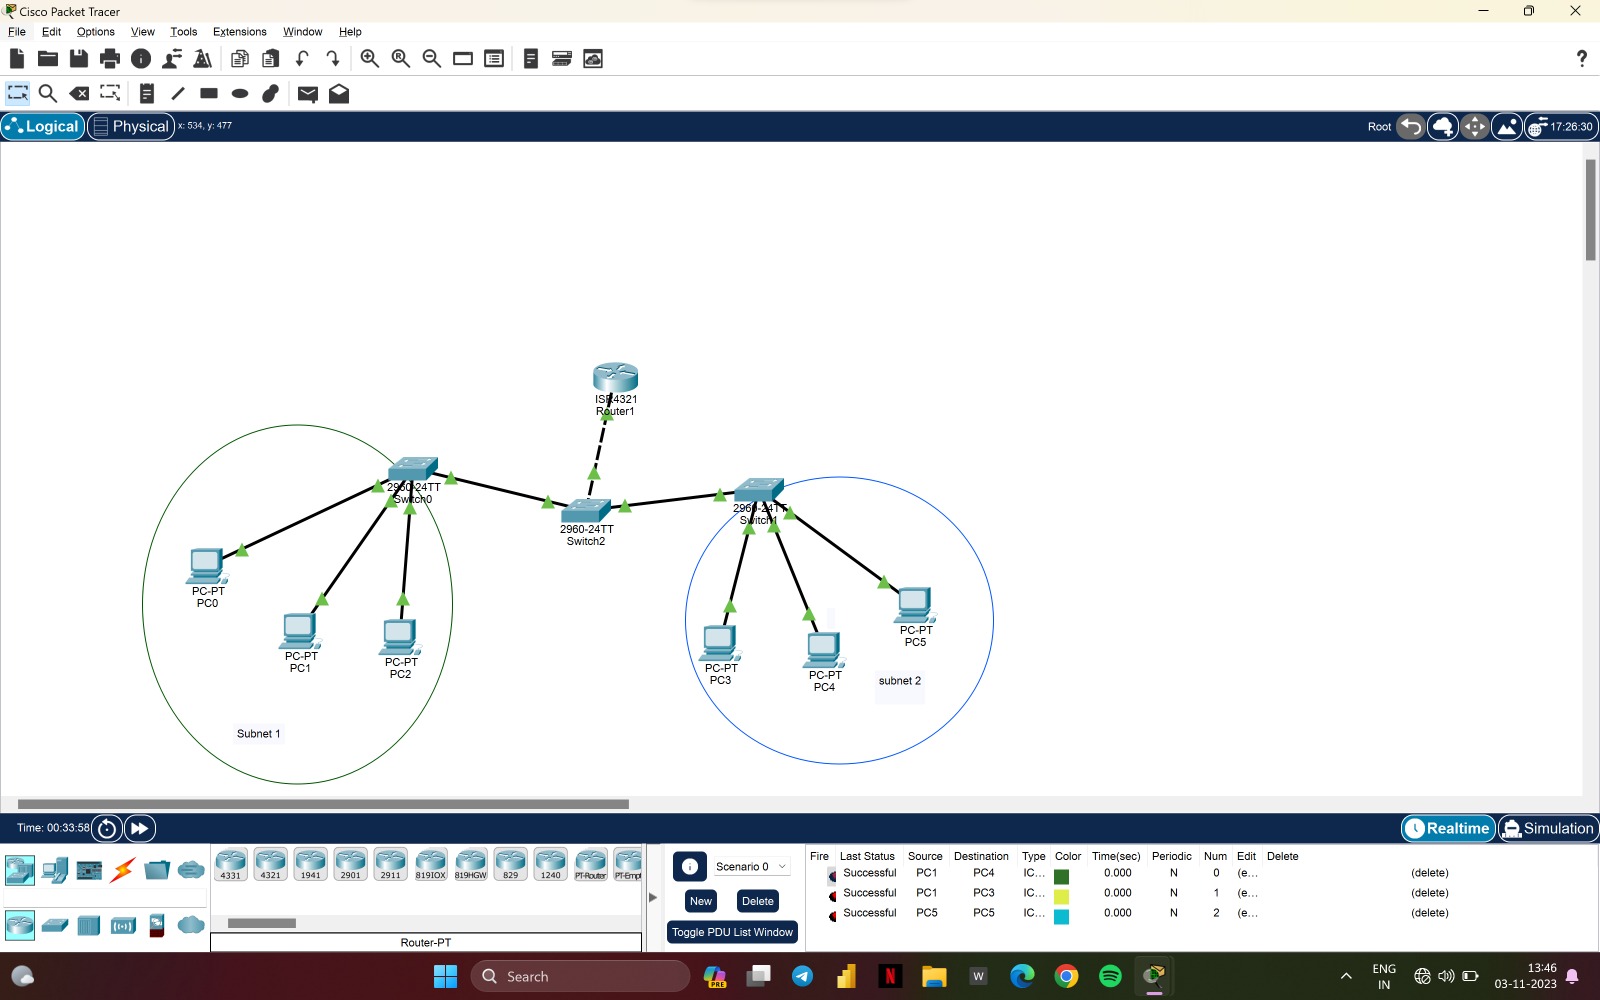 Cisco Packet Tracer
File Edit Options View Tools Extensions Window Help
?
Logical Physical x: 534, y: 477 Root 17:26:30
ISR4321
Router1
2960-24TT
Switch0
2960-24TT
Switch1
2960-24TT
Switch2
PC-PT
PC0
PC-PT
PC1
PC-PT
PC2
PC-PT
PC3
PC-PT
PC4
PC-PT
PC5
subnet 2
Subnet 1
Time: 00:33:58 Realtime Simulation
4331 4321 1941 2901 2911 819IOX 819HGW 829 1240 PT-Router PT-Empt
Router-PT
Scenario 0
New Delete
Toggle PDU List Window
Fire Last Status Source Destination Type Color Time(sec) Periodic Num Edit Delete
Successful PC1 PC4 IC... 0.000 N 0 (e... (delete)
Successful PC1 PC3 IC... 0.000 N 1 (e... (delete)
Successful PC5 PC5 IC... 0.000 N 2 (e... (delete)
Search
PRE
N
W
ENG
IN
13:46
03-11-2023